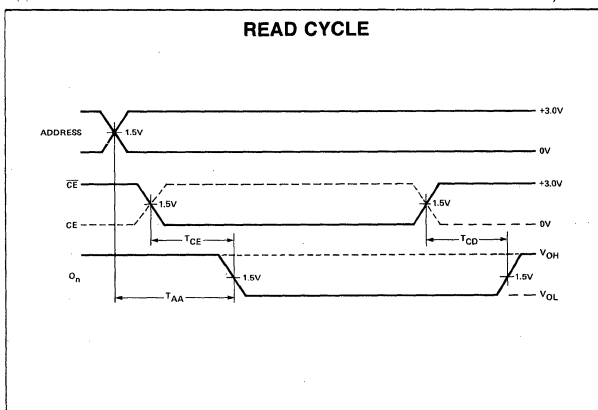 READ CYCLE
+3.0V
ADDRESS
1.5V
0V
CE
+3.0V
1.5V
1.5V
CE
0V
TCE
TCD
VOH
On
1.5V
1.5V
TAA
VOL